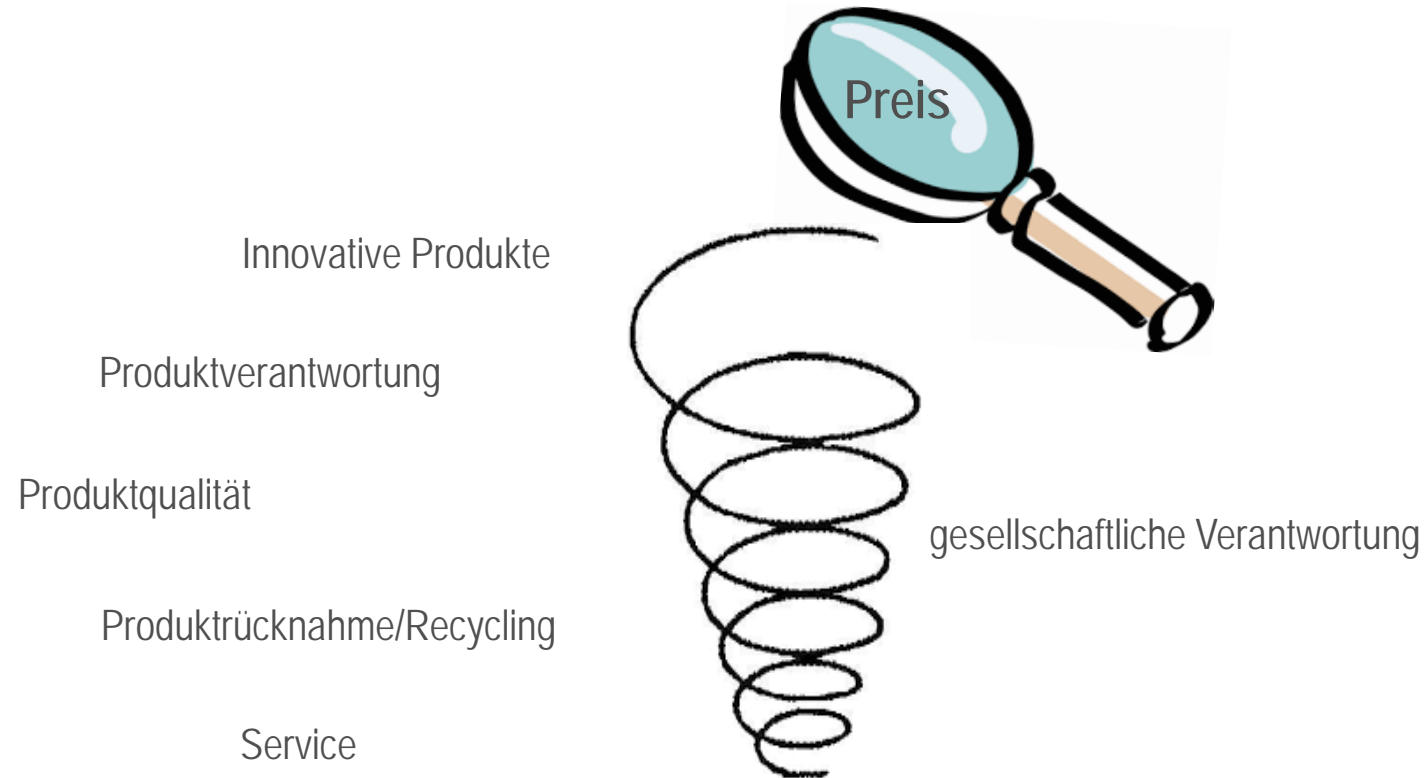 Preis
Innovative Produkte
Produktverantwortung
Produktqualität
gesellschaftliche Verantwortung
Produktrücknahme/Recycling
Service